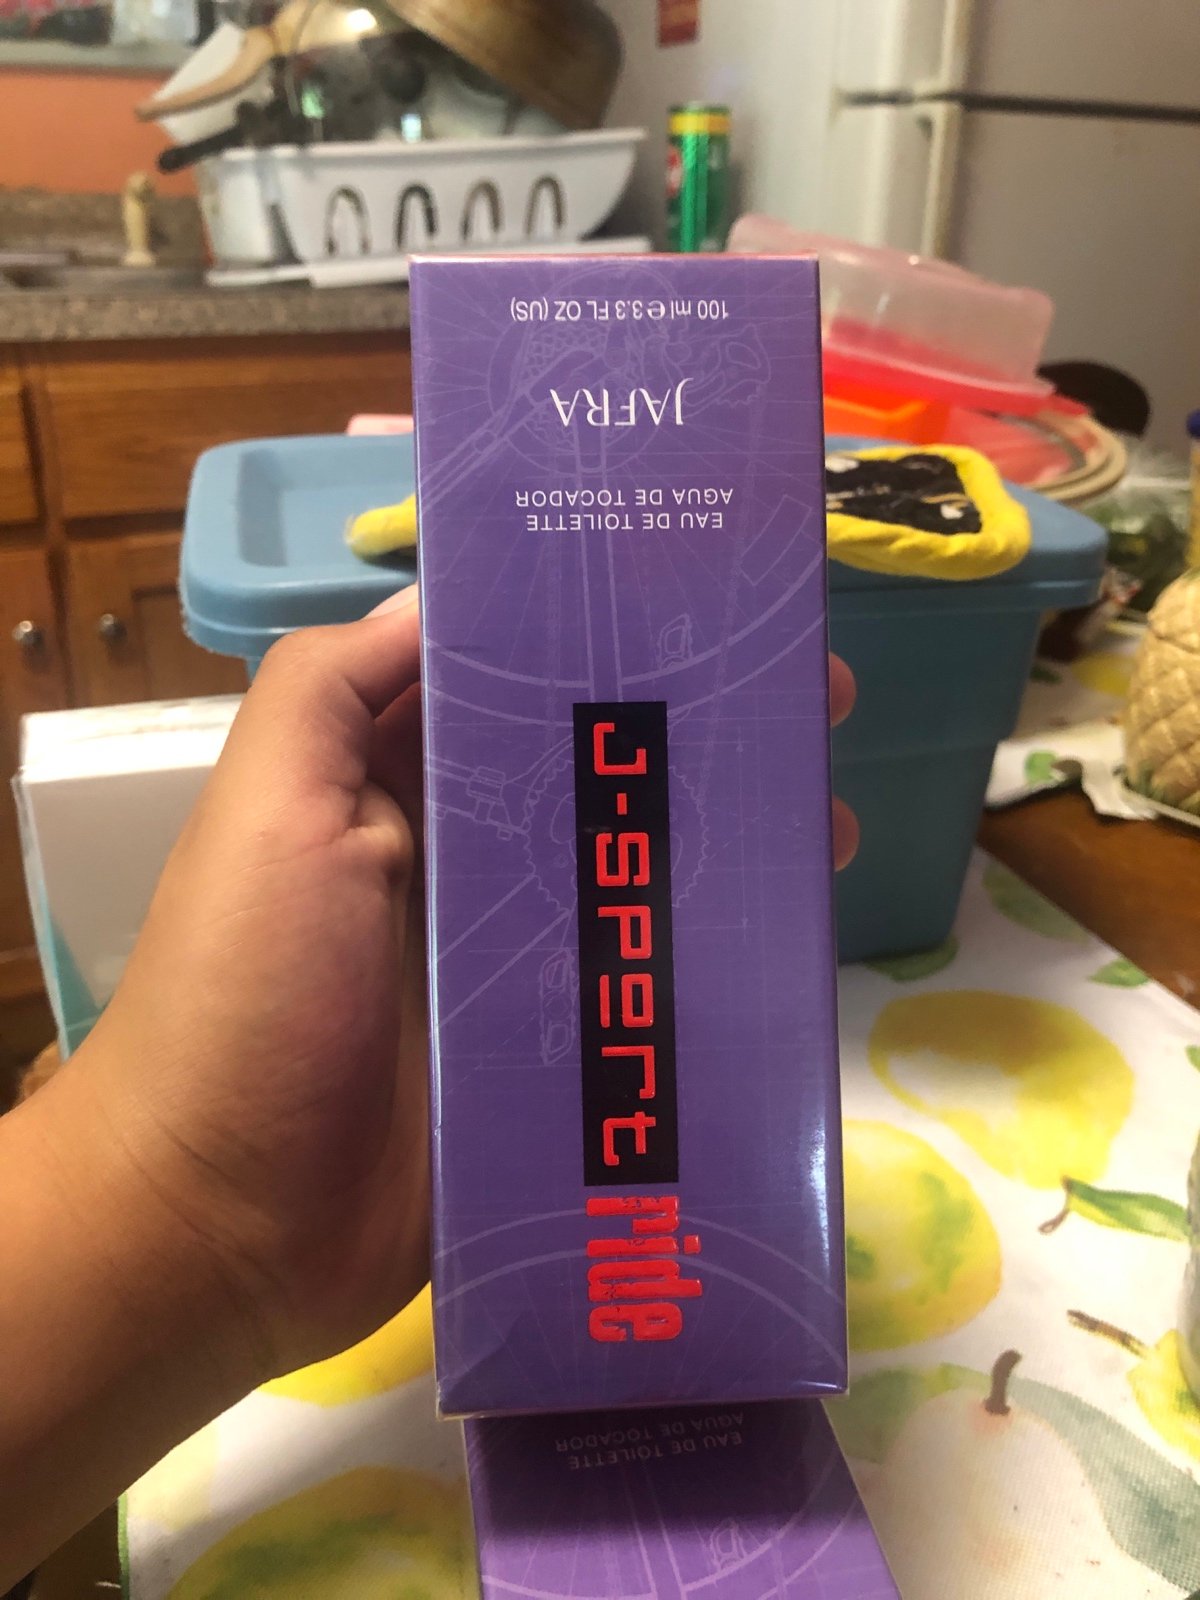 J-SPORT ride
EAU DE TOILETTE
AGUA DE TOCADOR
JAFRA
100 ml e 3.3 FL OZ (US)
EAU DE TOILETTE
AGUA DE TOCADOR